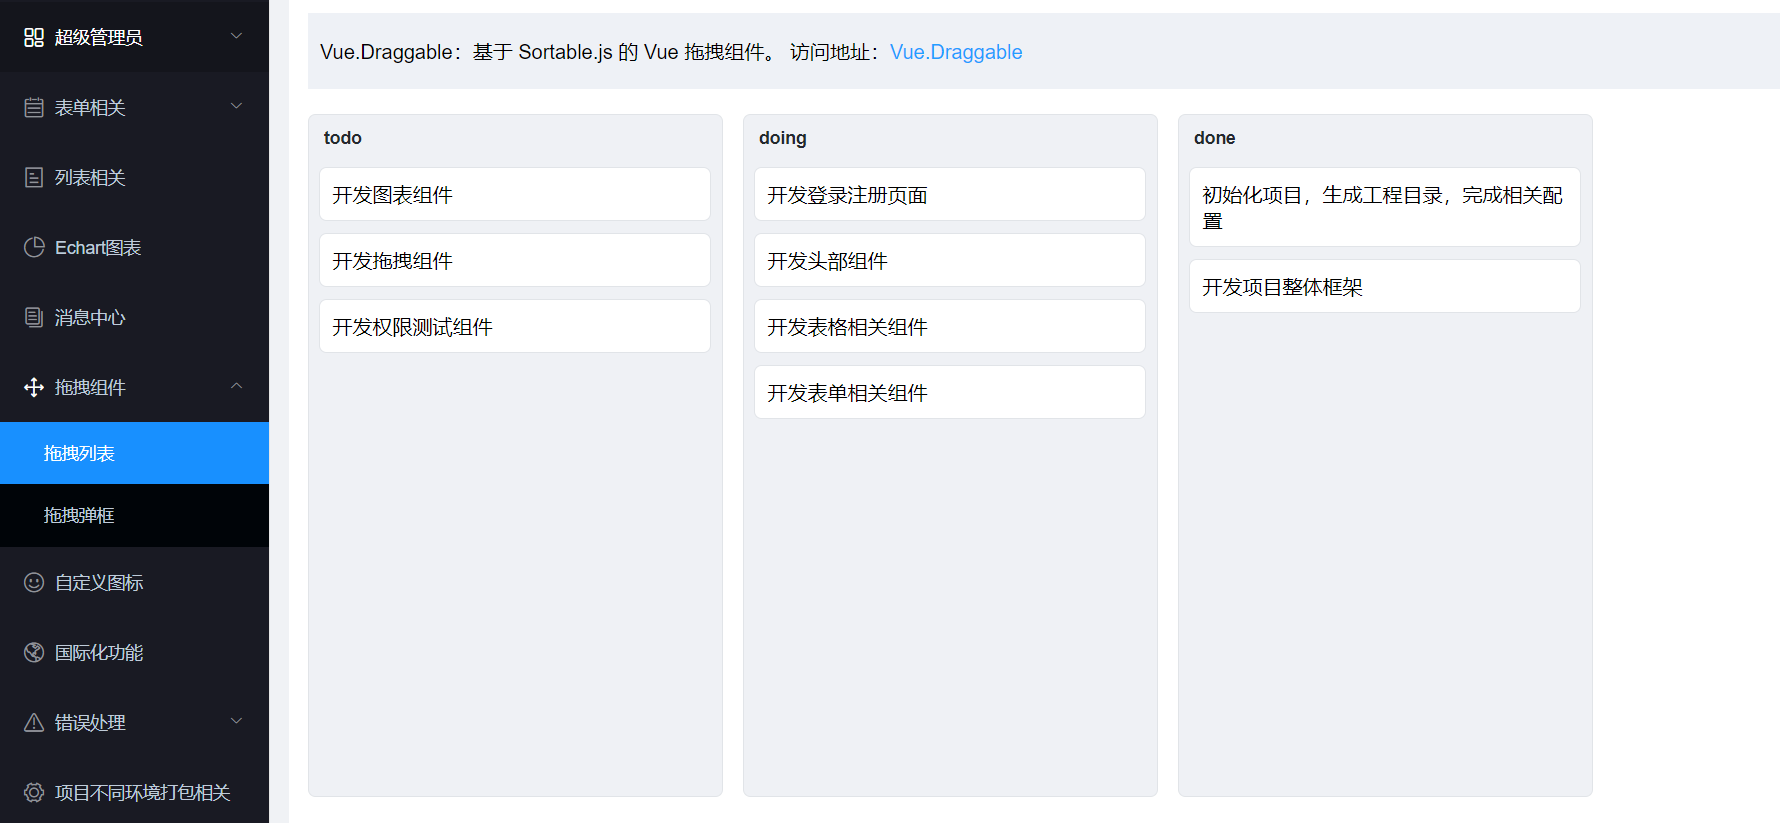 超级管理员
表单相关
列表相关
Echart图表
消息中心
拖拽组件
拖拽列表
拖拽弹框
自定义图标
国际化功能
错误处理
项目不同环境打包相关
Vue.Draggable：基于 Sortable.js 的 Vue 拖拽组件。 访问地址：Vue.Draggable
todo
开发图表组件
开发拖拽组件
开发权限测试组件
doing
开发登录注册页面
开发头部组件
开发表格相关组件
开发表单相关组件
done
初始化项目，生成工程目录，完成相关配
置
开发项目整体框架